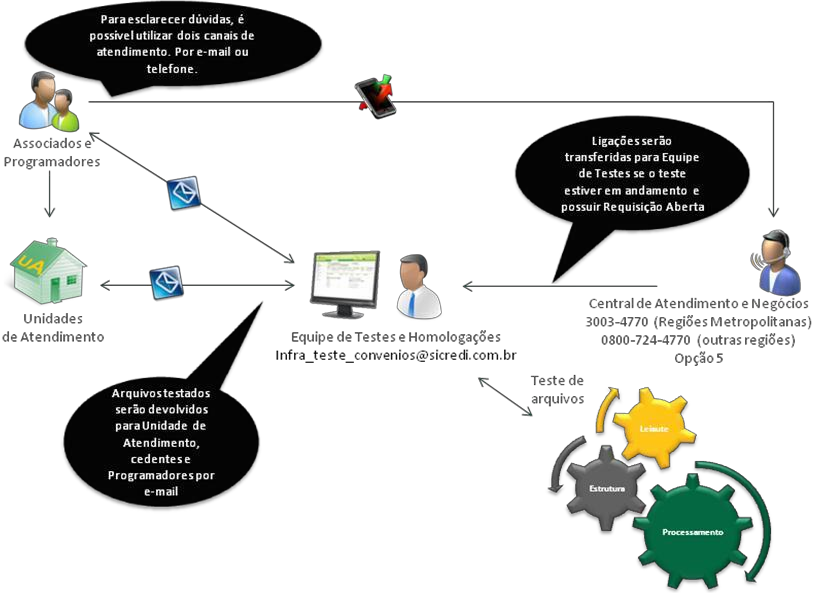 Para esclarecer dúvidas, é
possível utilizar dois canais de
atendimento. Por e-mail ou
telefone.
Associados e
Programadores
Ligações serão
transferidas para Equipe
de Testes se o teste
estiver em andamento e
possuir Requisição Aberta
UA
Unidades
de Atendimento
Equipe de Testes e Homologações
Infra_teste_convenios@sicredi.com.br
Central de Atendimento e Negócios
3003-4770 (Regiões Metropolitanas)
0800-724-4770 (outras regiões)
Opção 5
Arquivos testados
serão devolvidos
para Unidade de
Atendimento,
cedentes e
Programadores por
e-mail
Teste de
arquivos
Leiaute
Estrutura
Processamento